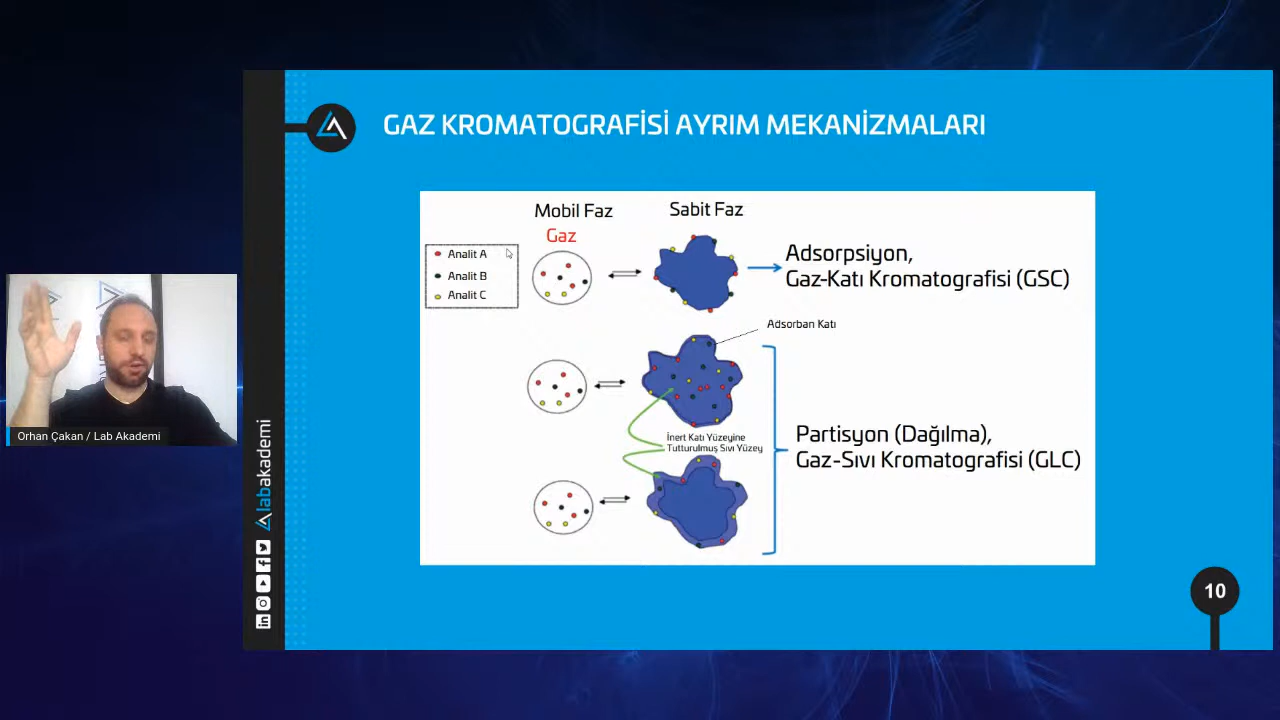 GAZ KROMATOGRAFİSİ AYRIM MEKANİZMALARI
Mobil Faz
Sabit Faz
Gaz
Analit A
Analit B
Analit C
Adsorpsiyon,
Gaz-Katı Kromatografisi (GSC)
Adsorban Katı
İnert Katı Yüzeyine
Tutturulmuş Sıvı Yüzey
Partisyon (Dağılma),
Gaz-Sıvı Kromatografisi (GLC)
Orhan Çakan / Lab Akademi
labakademi
10